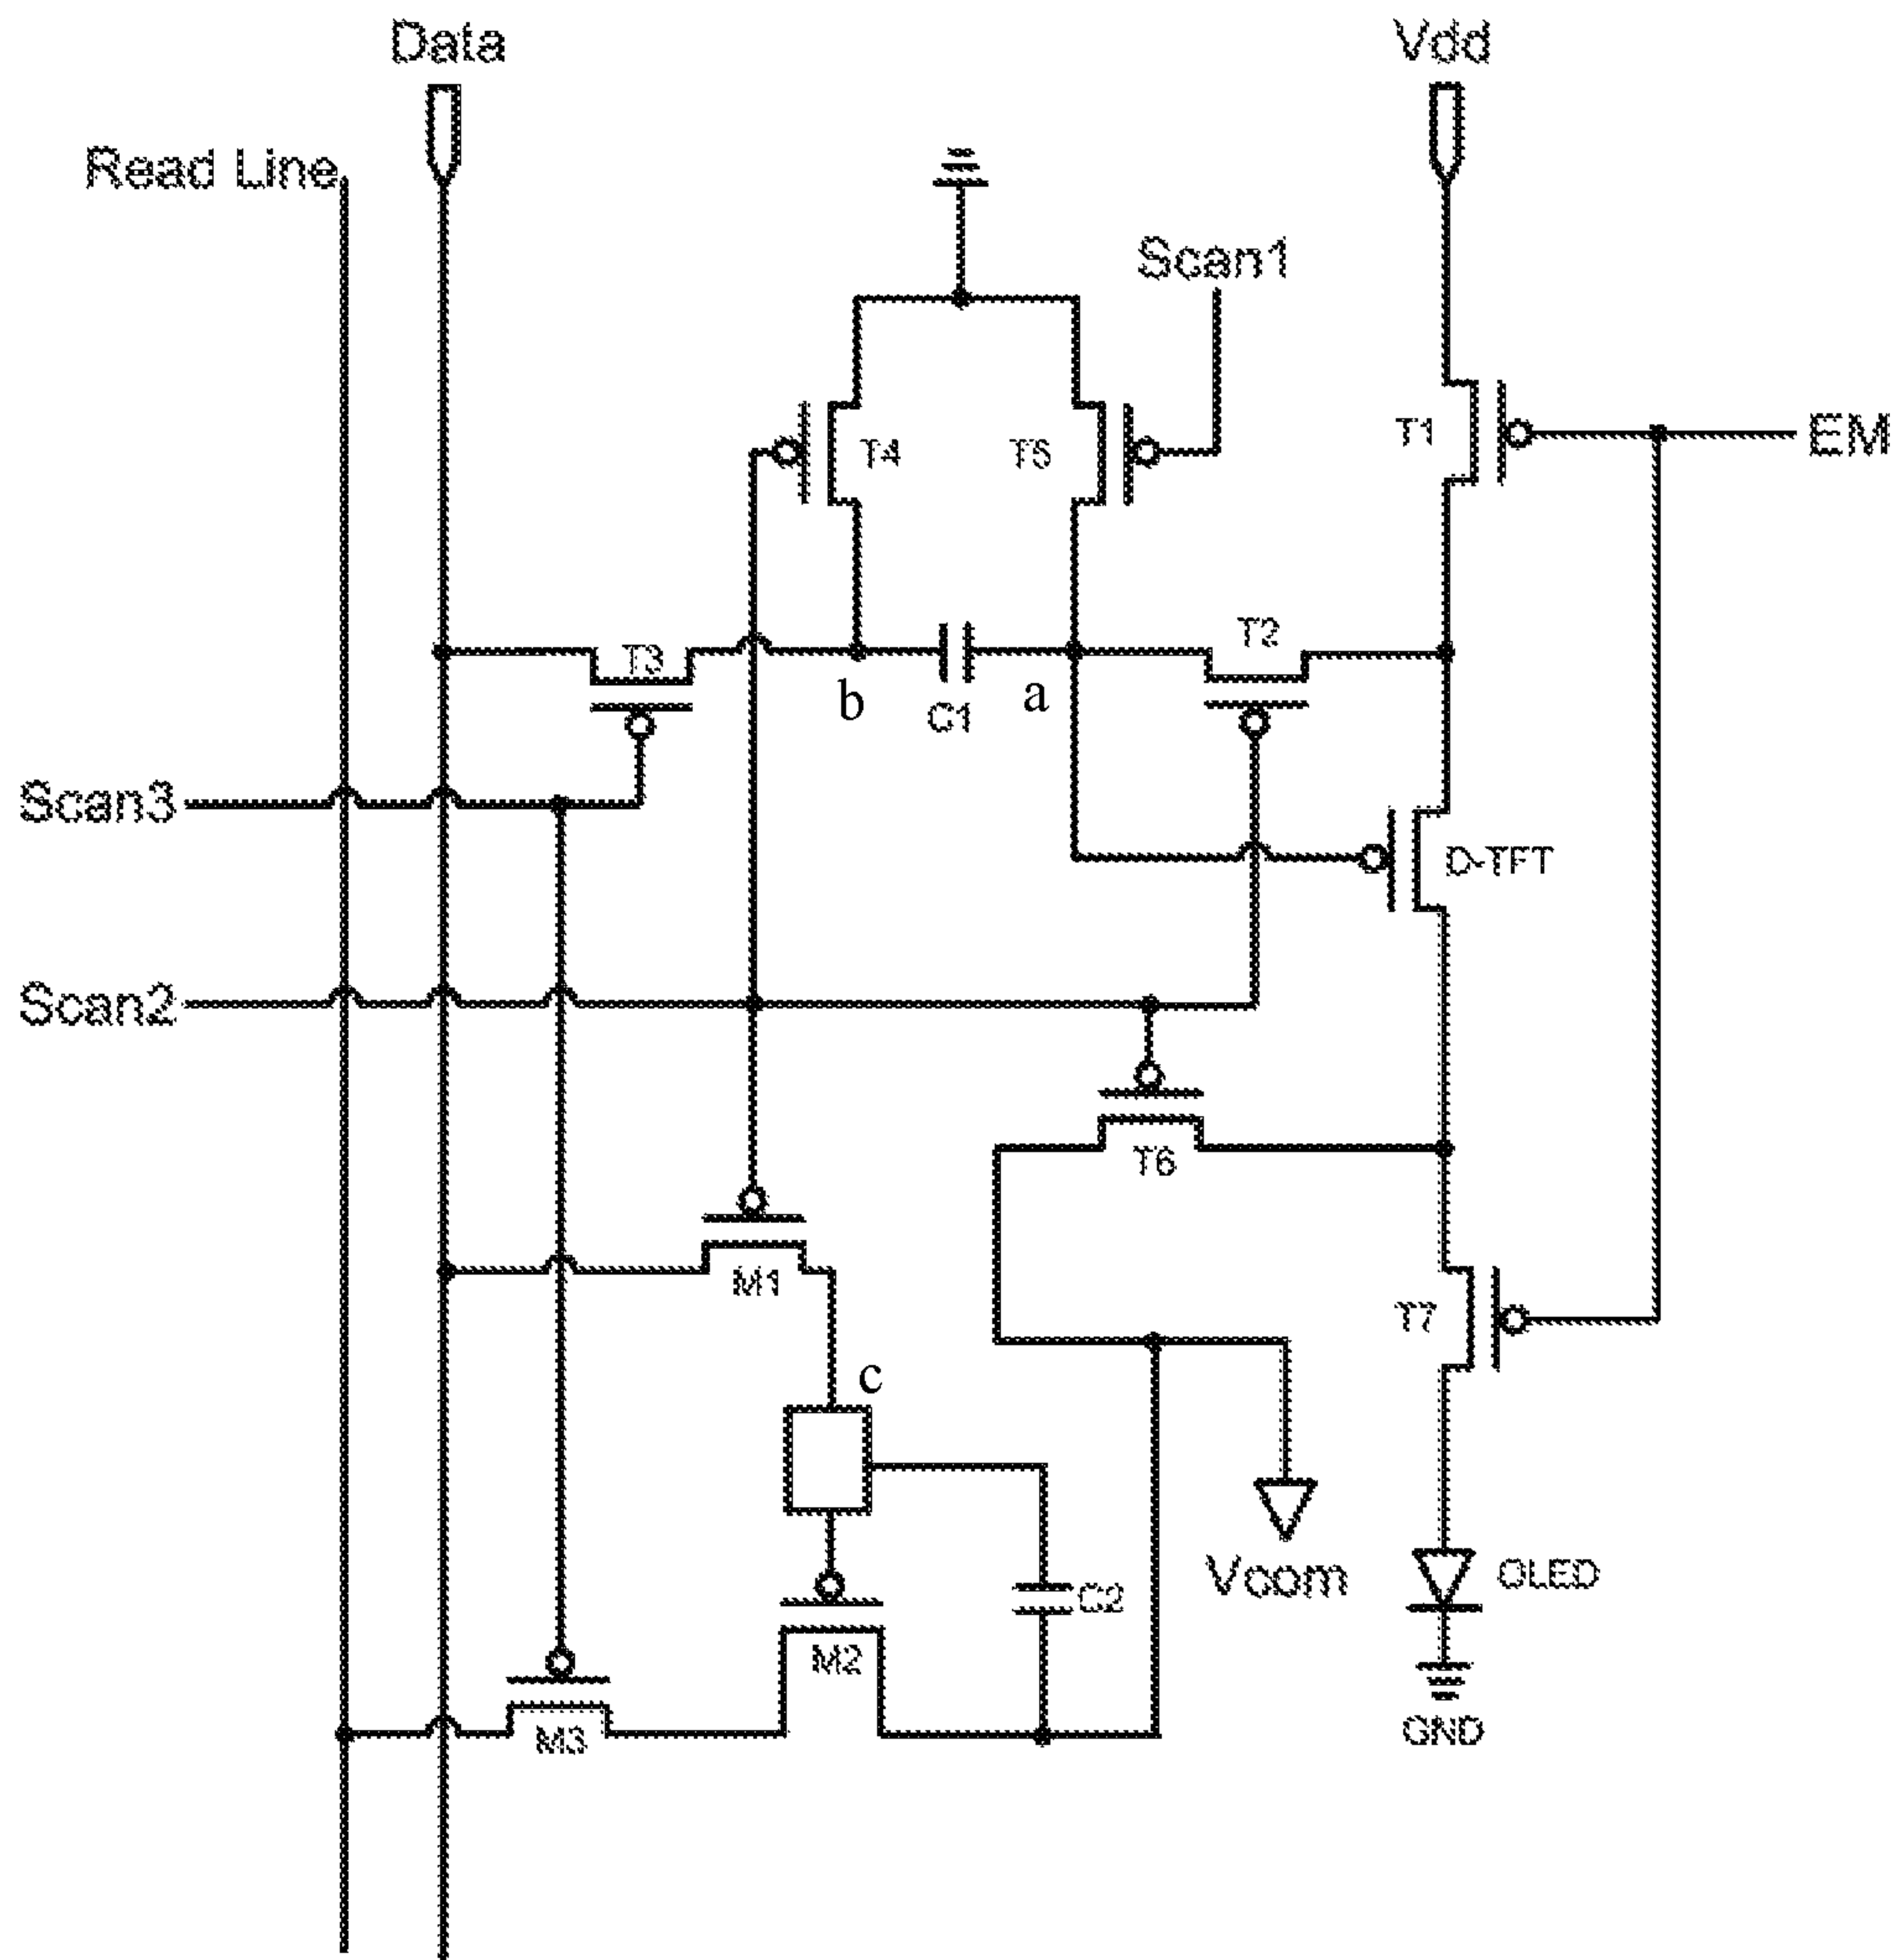 Data
Vdd
Read Line
Scan1
T4
T5
T1
EM
T3
T2
b
C1
a
Scan3
D-TFT
Scan2
T6
M1
T7
c
Vcom
OLED
C2
M2
M3
GND